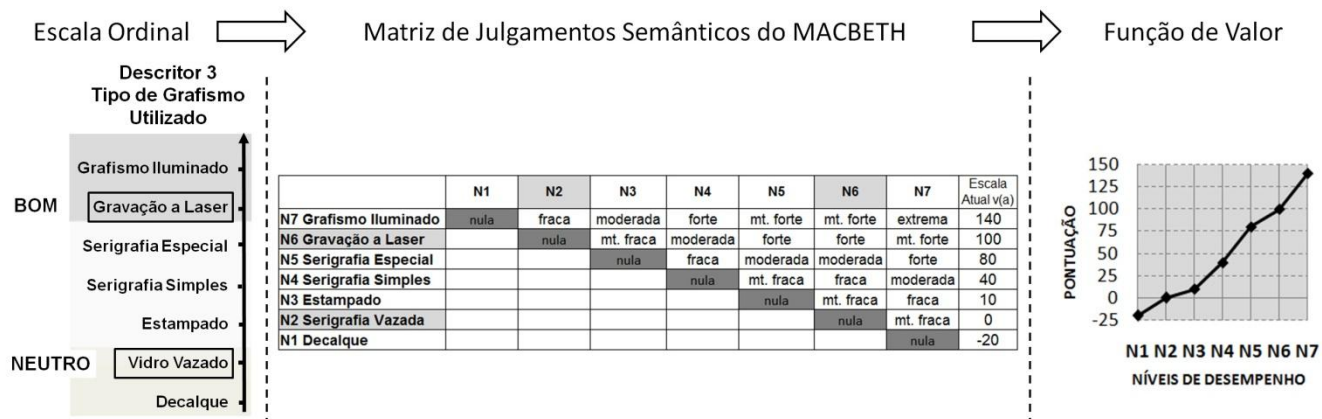 Escala Ordinal
Matriz de Julgamentos Semânticos do MACBETH
Função de Valor
Descritor 3
Tipo de Grafismo
Utilizado
Grafismo Iluminado
BOM
Gravação a Laser
Serigrafia Especial
Serigrafia Simples
Estampado
NEUTRO
Vidro Vazado
Decalque
N1 N2 N3 N4 N5 N6 N7 Escala
Atual v(a)
N7 Grafismo Iluminado nula fraca moderada forte mt. forte mt. forte extrema 140
N6 Gravação a Laser nula mt. fraca moderada forte forte mt. forte 100
N5 Serigrafia Especial nula fraca moderada moderada forte 80
N4 Serigrafia Simples nula mt. fraca fraca moderada 40
N3 Estampado nula mt. fraca fraca 10
N2 Serigrafia Vazada nula mt. fraca 0
N1 Decalque nula -20
PONTUAÇÃO
150
125
100
75
50
25
0
-25
N1 N2 N3 N4 N5 N6 N7
NÍVEIS DE DESEMPENHO